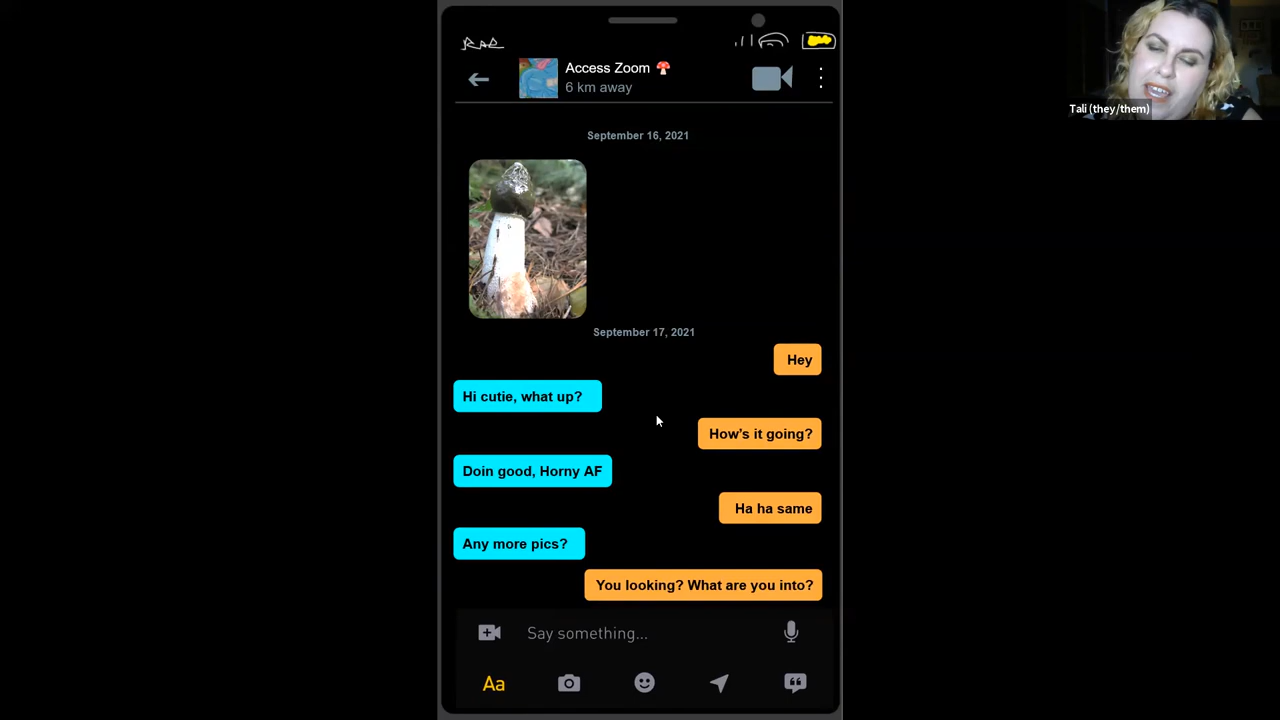 RAR
Access Zoom 🍄
6 km away
Tali (they/them)
September 16, 2021
September 17, 2021
Hey
Hi cutie, what up?
How's it going?
Doin good, Horny AF
Ha ha same
Any more pics?
You looking? What are you into?
Say something...
Aa